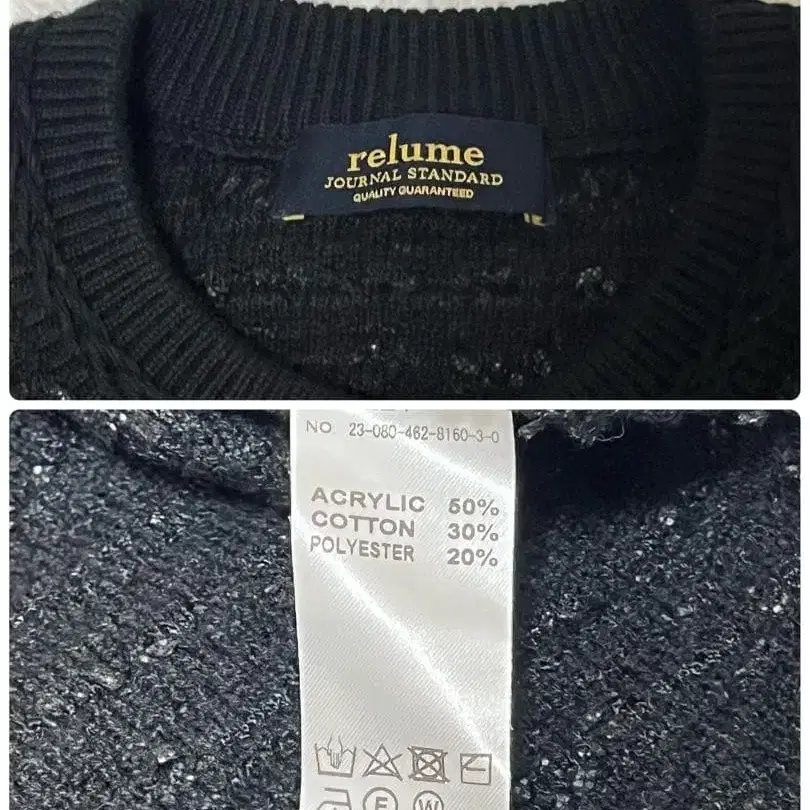 relume
JOURNAL STANDARD
QUALITY GUARANTEED
NO 23-080-462-8160-3-0
ACRYLIC 50%
COTTON 30%
POLYESTER 20%
F W